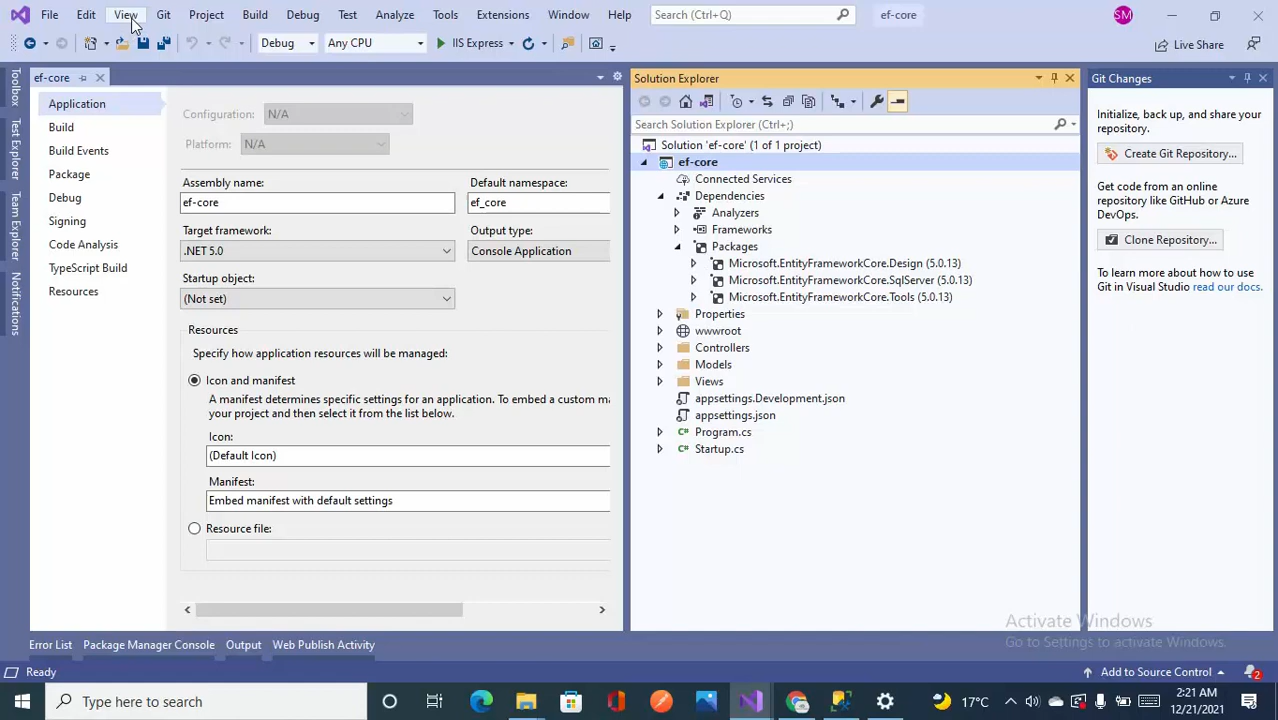 File Edit View Git Project Build Debug Test Analyze Tools Extensions Window Help Search (Ctrl+Q) ef-core SM
Debug Any CPU IIS Express Live Share
Toolbox
Test Explorer
Team Explorer
Notifications
ef-core
Application
Build
Build Events
Package
Debug
Signing
Code Analysis
TypeScript Build
Resources
Configuration: N/A
Platform: N/A
Assembly name: Default namespace:
ef-core ef_core
Target framework: Output type:
.NET 5.0 Console Application
Startup object:
(Not set)
Resources
Specify how application resources will be managed:
Icon and manifest
A manifest determines specific settings for an application. To embed a custom ma
your project and then select it from the list below.
Icon:
(Default Icon)
Manifest:
Embed manifest with default settings
Resource file:
Solution Explorer
Search Solution Explorer (Ctrl+;)
Solution 'ef-core' (1 of 1 project)
ef-core
Connected Services
Dependencies
Analyzers
Frameworks
Packages
Microsoft.EntityFrameworkCore.Design (5.0.13)
Microsoft.EntityFrameworkCore.SqlServer (5.0.13)
Microsoft.EntityFrameworkCore.Tools (5.0.13)
Properties
wwwroot
Controllers
Models
Views
appsettings.Development.json
appsettings.json
Program.cs
Startup.cs
Git Changes
Initialize, back up, and share your
repository.
Create Git Repository...
Get code from an online
repository like GitHub or Azure
DevOps.
Clone Repository...
To learn more about how to use
Git in Visual Studio read our docs.
Activate Windows
Go to Settings to activate Windows.
Error List Package Manager Console Output Web Publish Activity
Ready Add to Source Control 2
Type here to search 17°C 2:21 AM
12/21/2021